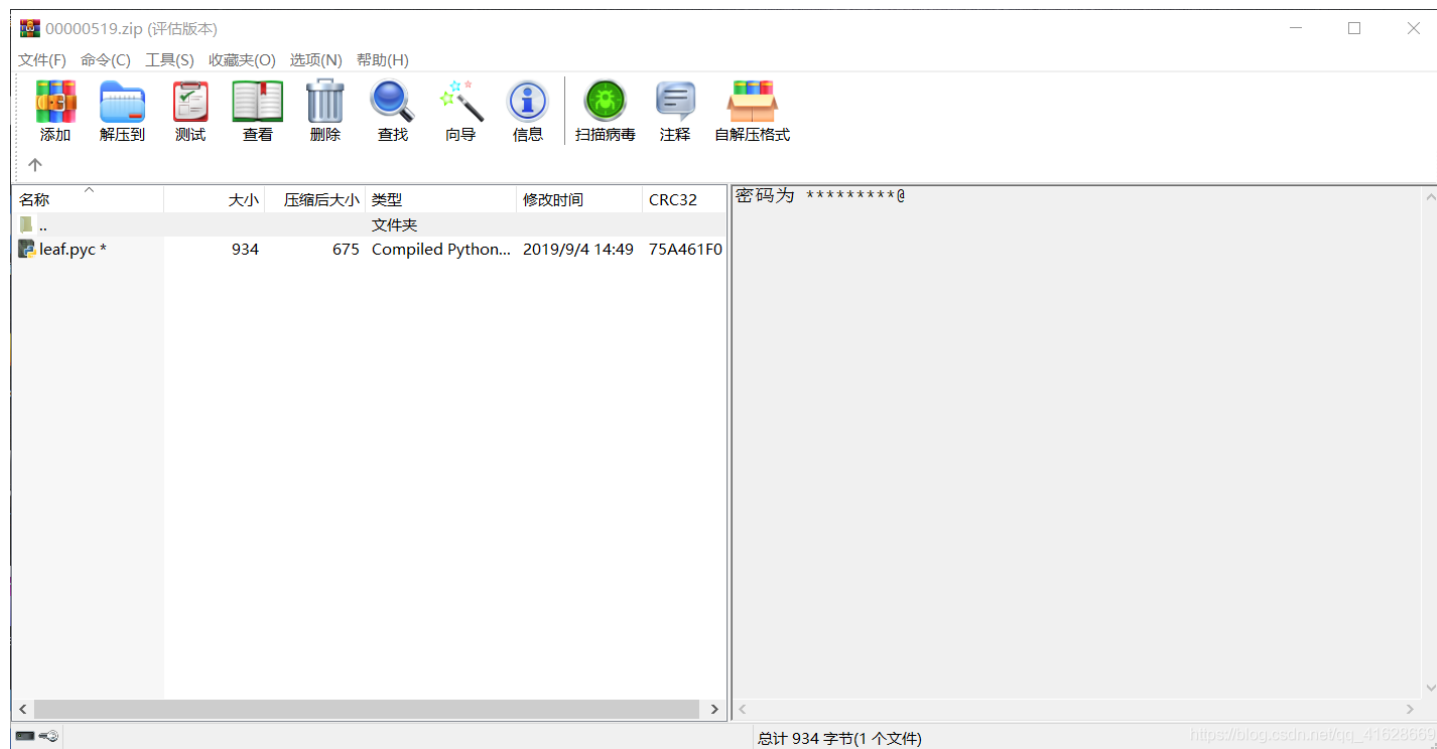 00000519.zip (评估版本)
文件(F) 命令(C) 工具(S) 收藏夹(O) 选项(N) 帮助(H)
添加 解压到 测试 查看 删除 查找 向导 信息 扫描病毒 注释 自解压格式
名称 大小 压缩后大小 类型 修改时间 CRC32
.. 文件夹
leaf.pyc * 934 675 Compiled Python... 2019/9/4 14:49 75A461F0
密码为 *********@
总计 934 字节(1 个文件)
https://blog.csdn.net/qq_41628669